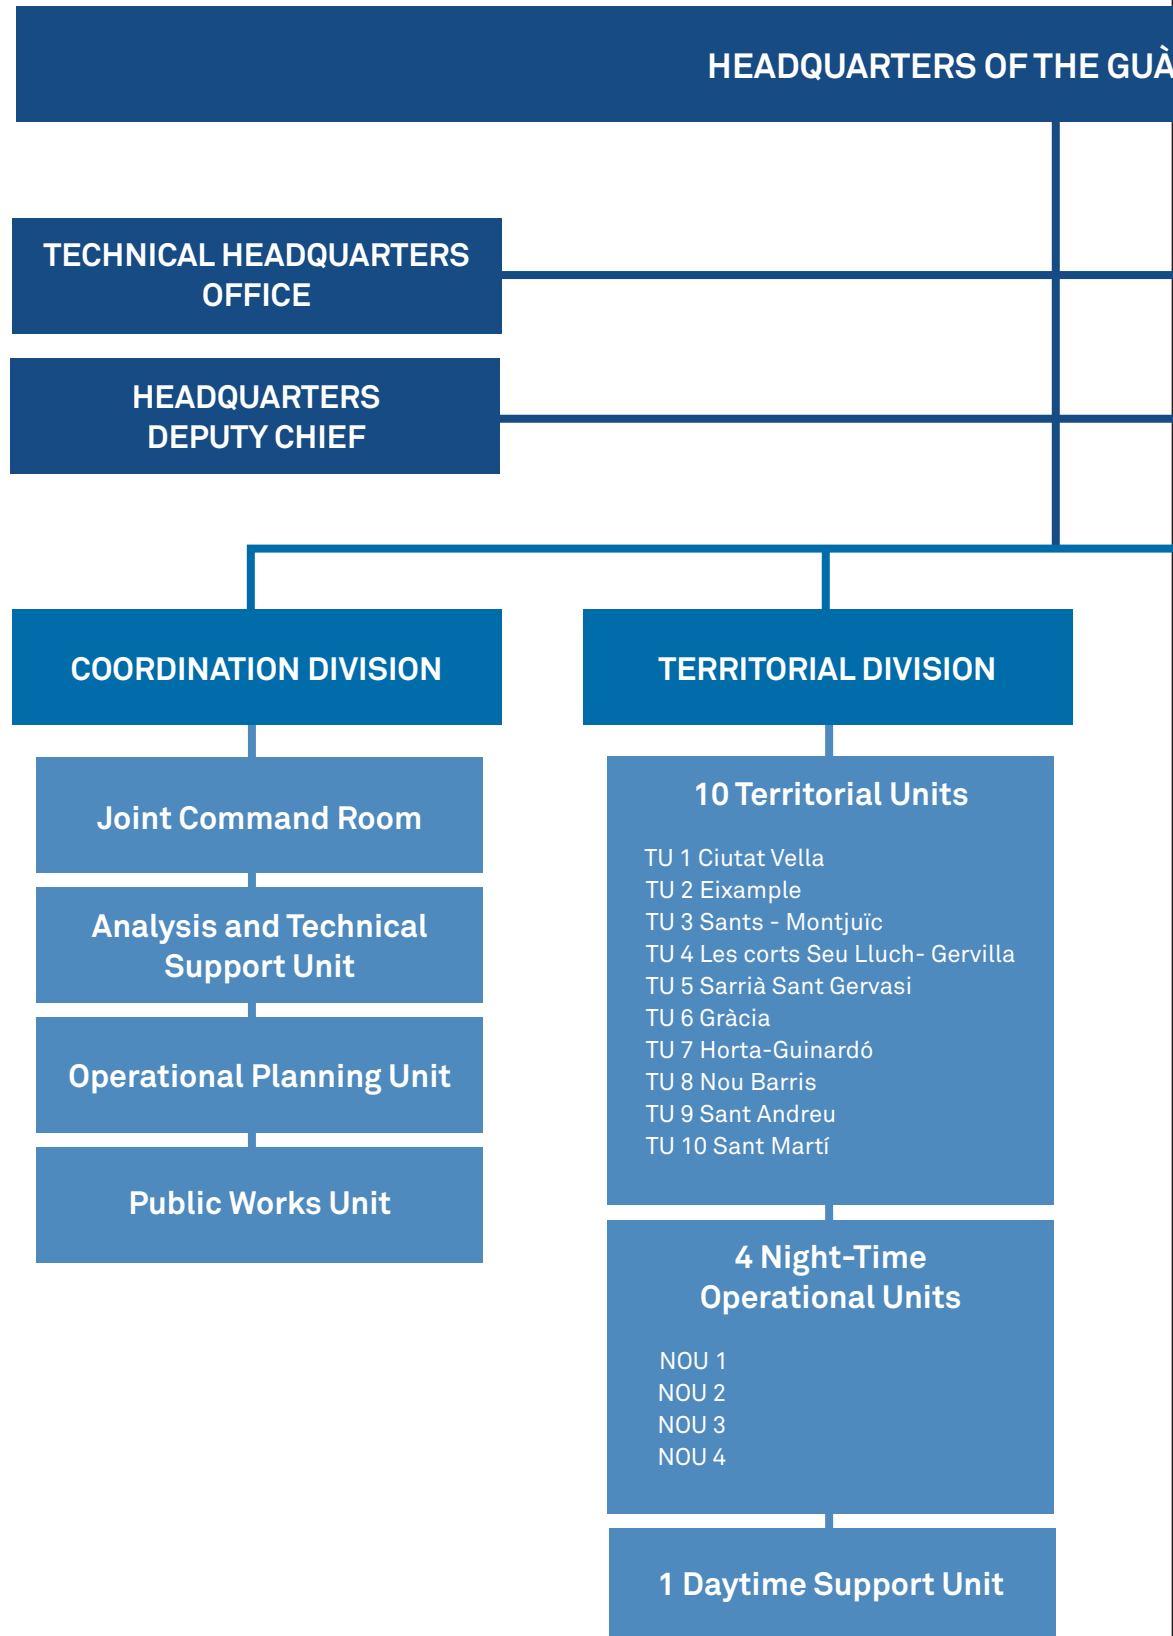 HEADQUARTERS OF THE GUÀ
TECHNICAL HEADQUARTERS
OFFICE
HEADQUARTERS
DEPUTY CHIEF
COORDINATION DIVISION
Joint Command Room
Analysis and Technical
Support Unit
Operational Planning Unit
Public Works Unit
TERRITORIAL DIVISION
10 Territorial Units
TU 1 Ciutat Vella
TU 2 Eixample
TU 3 Sants - Montjuïc
TU 4 Les corts Seu Lluch- Gervilla
TU 5 Sarrià Sant Gervasi
TU 6 Gràcia
TU 7 Horta-Guinardó
TU 8 Nou Barris
TU 9 Sant Andreu
TU 10 Sant Martí
4 Night-Time
Operational Units
NOU 1
NOU 2
NOU 3
NOU 4
1 Daytime Support Unit